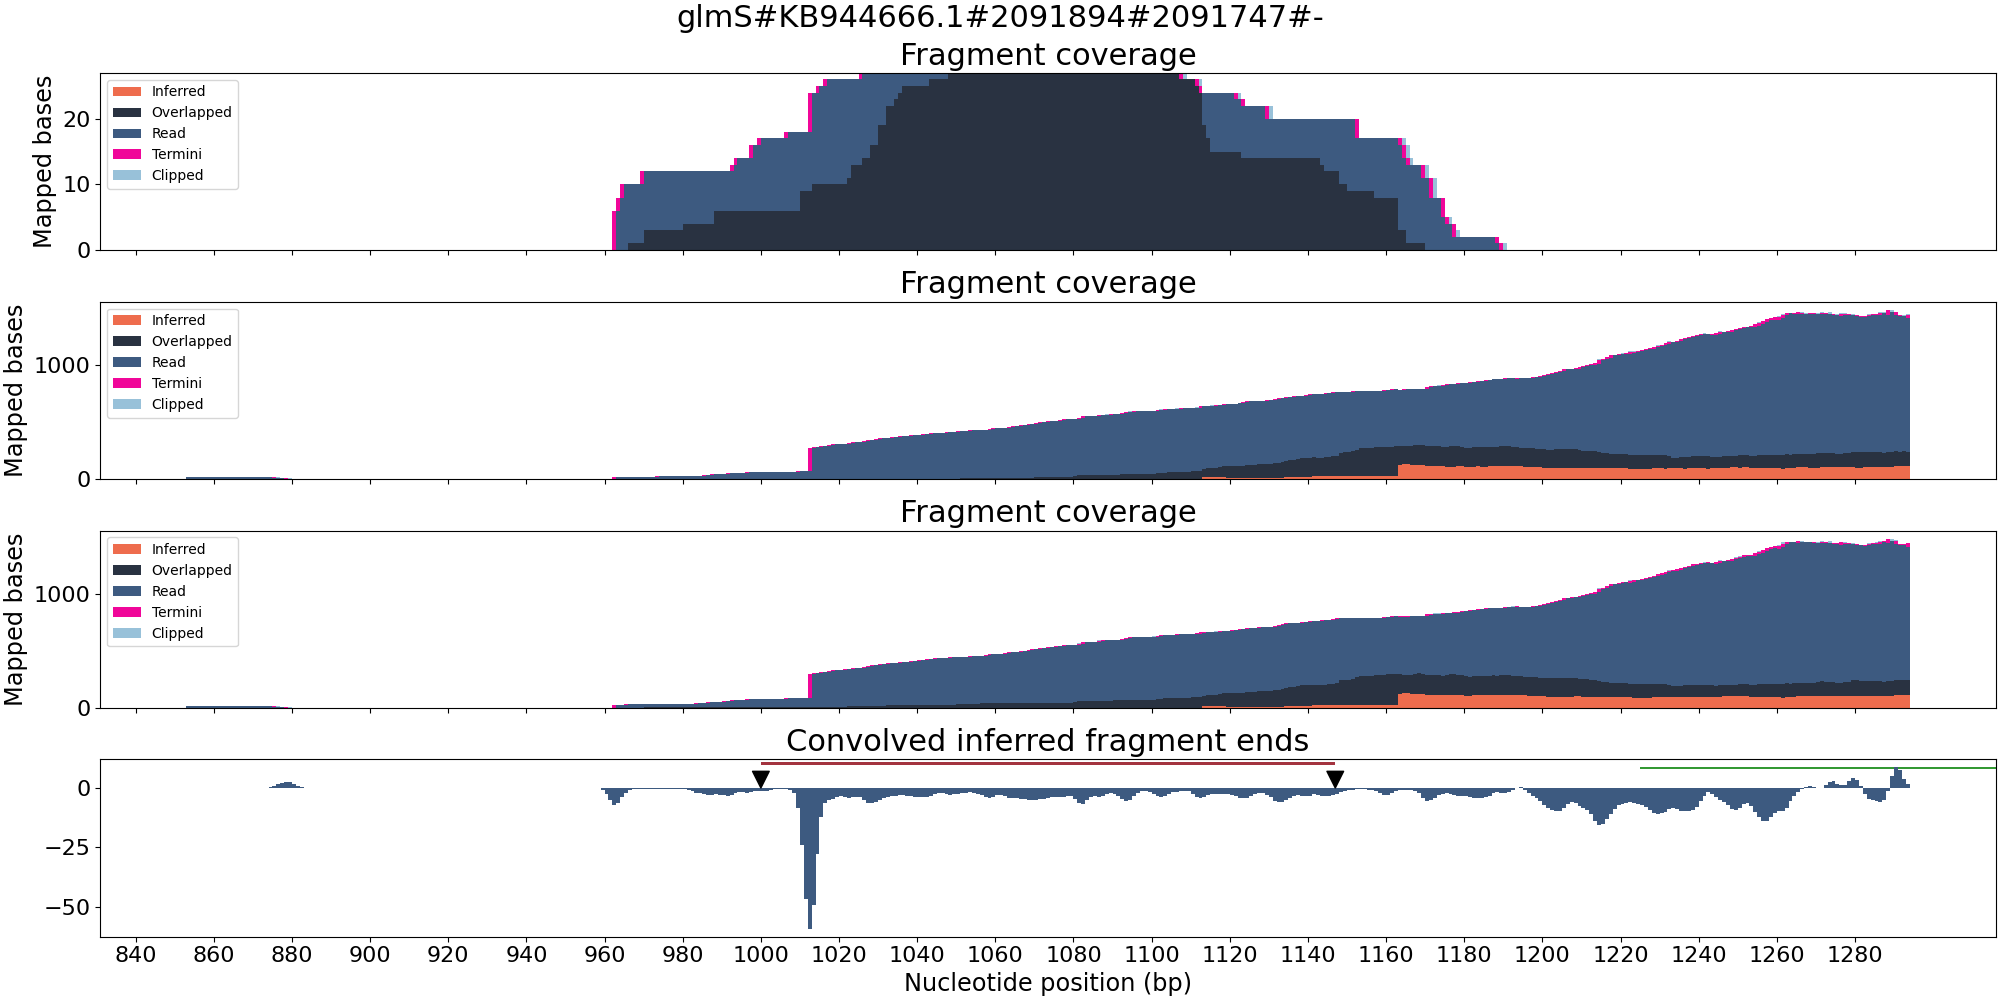 glmS#KB944666.1#2091894#2091747#-
Fragment coverage
Mapped bases
20
10
0
Inferred
Overlapped
Read
Termini
Clipped
Fragment coverage
Mapped bases
1000
0
Inferred
Overlapped
Read
Termini
Clipped
Fragment coverage
Mapped bases
1000
0
Inferred
Overlapped
Read
Termini
Clipped
Convolved inferred fragment ends
0
−25
−50
840 860 880 900 920 940 960 980 1000 1020 1040 1060 1080 1100 1120 1140 1160 1180 1200 1220 1240 1260 1280
Nucleotide position (bp)